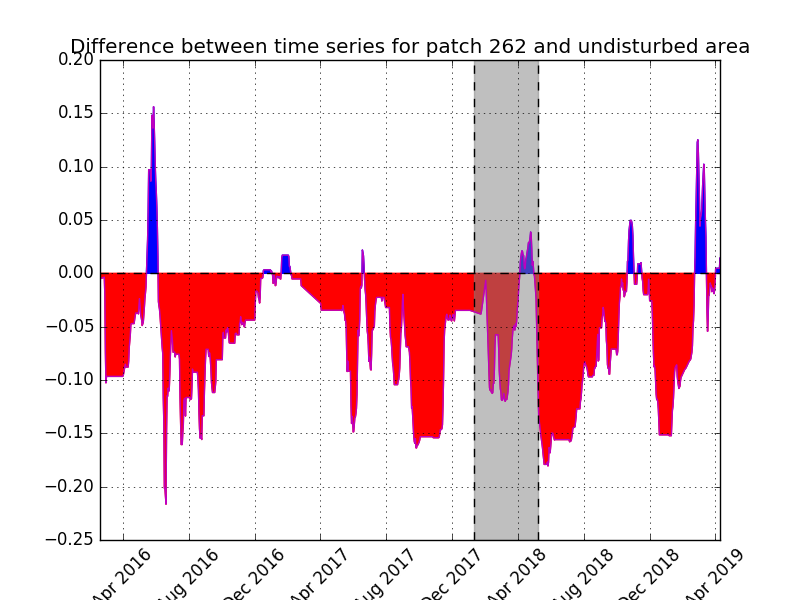 Difference between time series for patch 262 and undisturbed area
0.20
0.15
0.10
0.05
0.00
−0.05
−0.10
−0.15
−0.20
−0.25
Apr 2016
Aug 2016
Dec 2016
Apr 2017
Aug 2017
Dec 2017
Apr 2018
Aug 2018
Dec 2018
Apr 2019